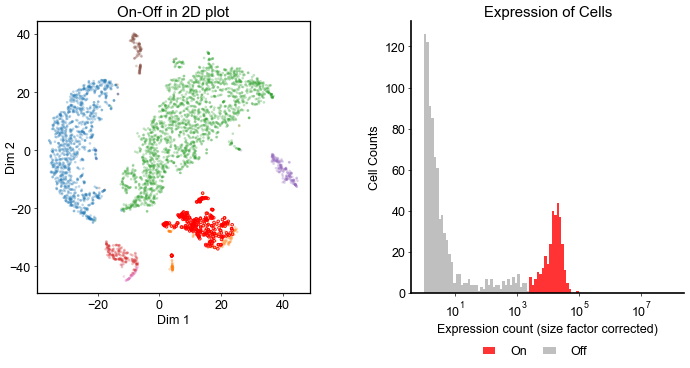 On-Off in 2D plot
Dim 2
40
20
0
−20
−40
−20 0 20 40
Dim 1
Expression of Cells
Cell Counts
120
100
80
60
40
20
0
10^1 10^3 10^5 10^7
Expression count (size factor corrected)
On Off